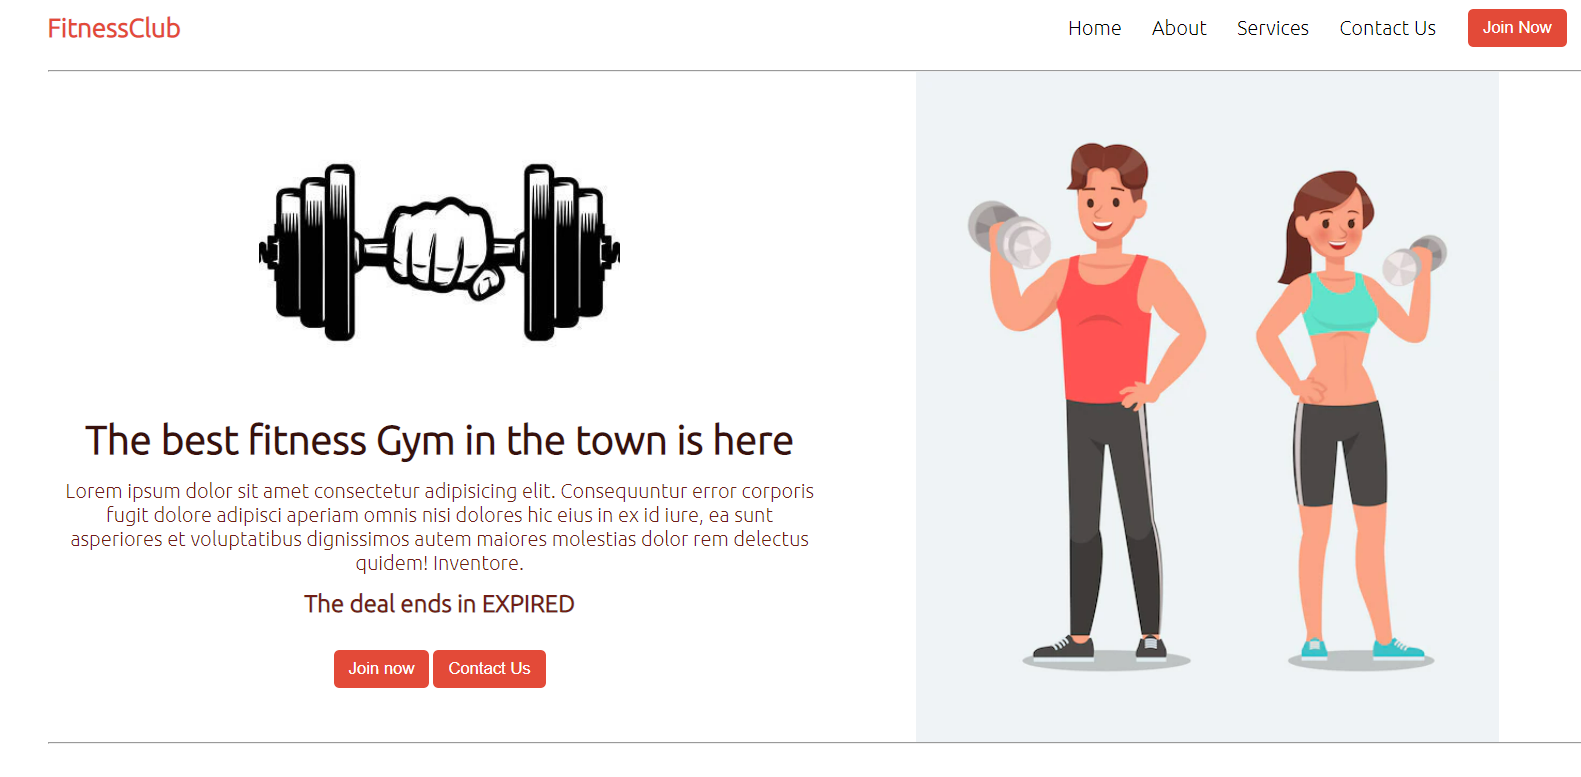 FitnessClub
Home About Services Contact Us Join Now
The best fitness Gym in the town is here
Lorem ipsum dolor sit amet consectetur adipisicing elit. Consequuntur error corporis
fugit dolore adipisci aperiam omnis nisi dolores hic eius in ex id iure, ea sunt
asperiores et voluptatibus dignissimos autem maiores molestias dolor rem delectus
quidem! Inventore.
The deal ends in EXPIRED
Join now Contact Us